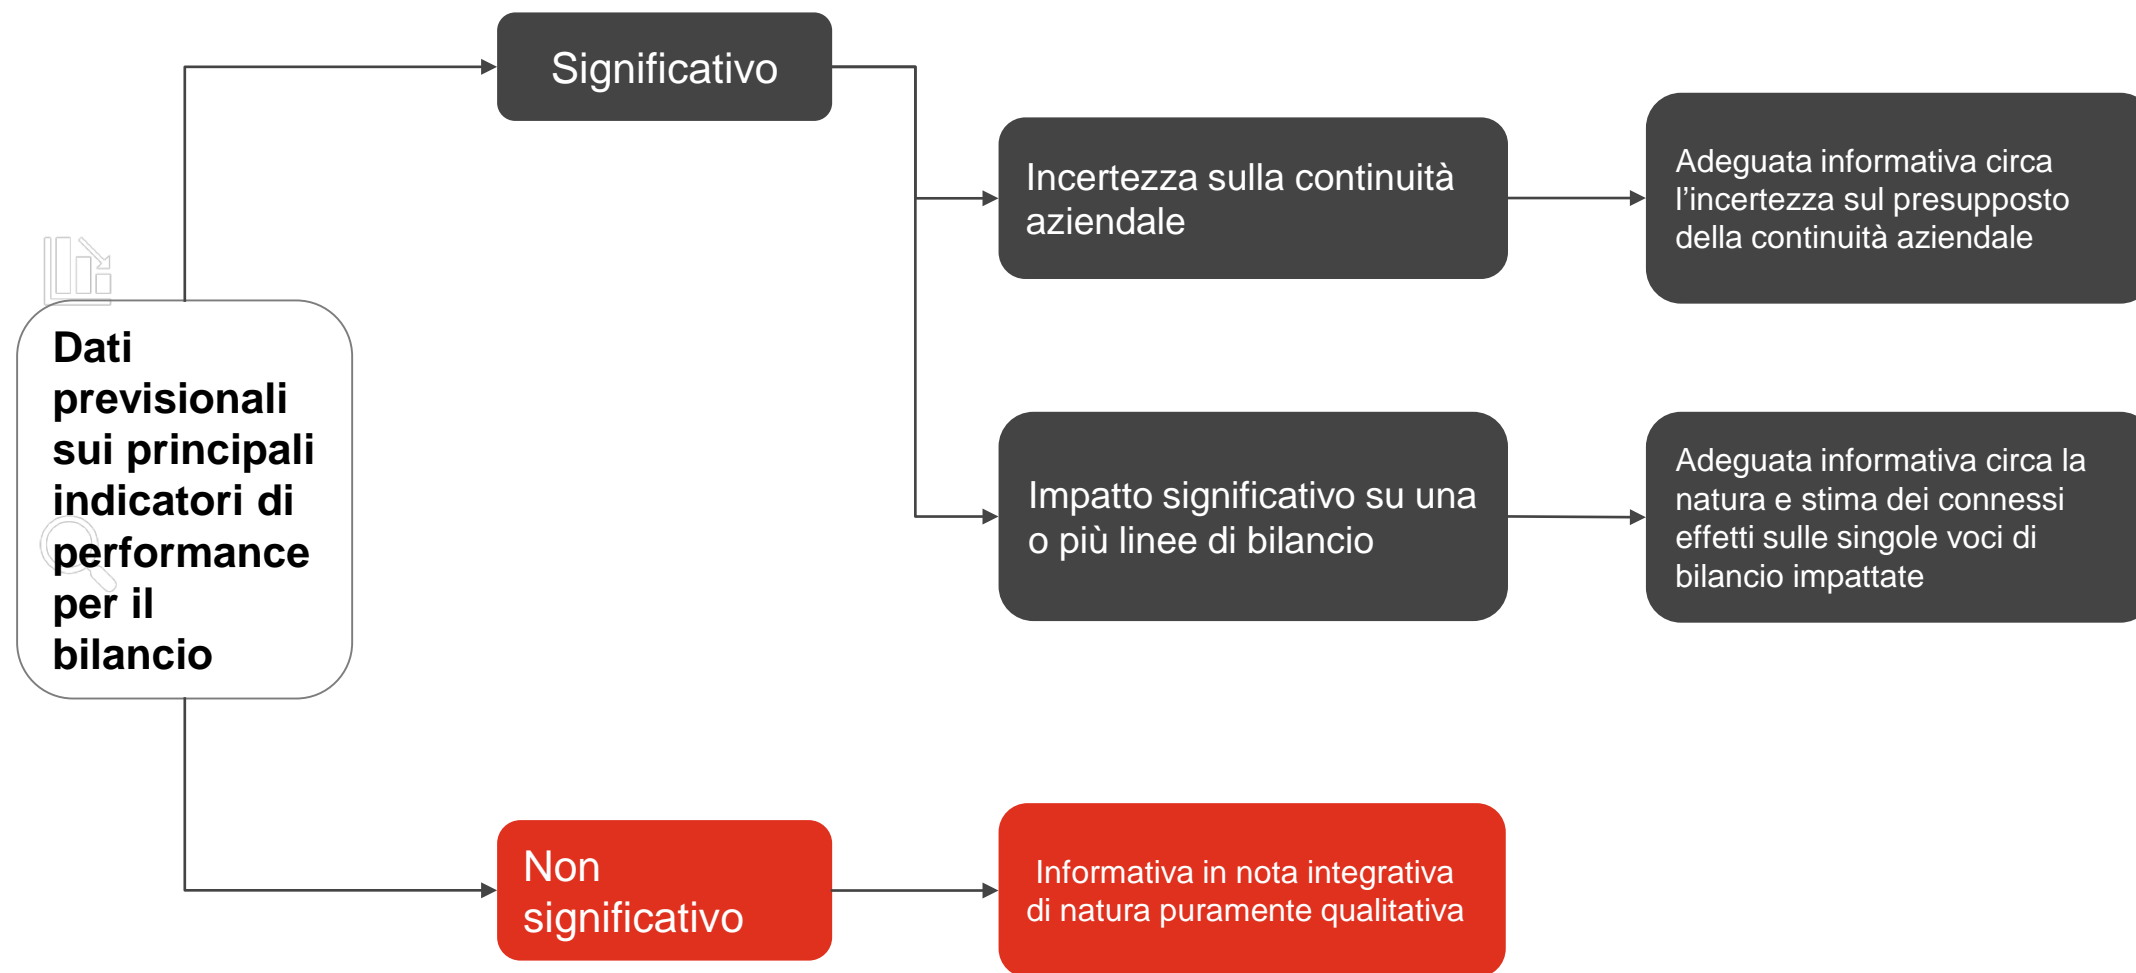 Significativo
Incertezza sulla continuità
aziendale
Adeguata informativa circa
l’incertezza sul presupposto
della continuità aziendale
Dati
previsionali
sui principali
indicatori di
performance
per il
bilancio
Impatto significativo su una
o più linee di bilancio
Adeguata informativa circa la
natura e stima dei connessi
effetti sulle singole voci di
bilancio impattate
Non
significativo
Informativa in nota integrativa
di natura puramente qualitativa